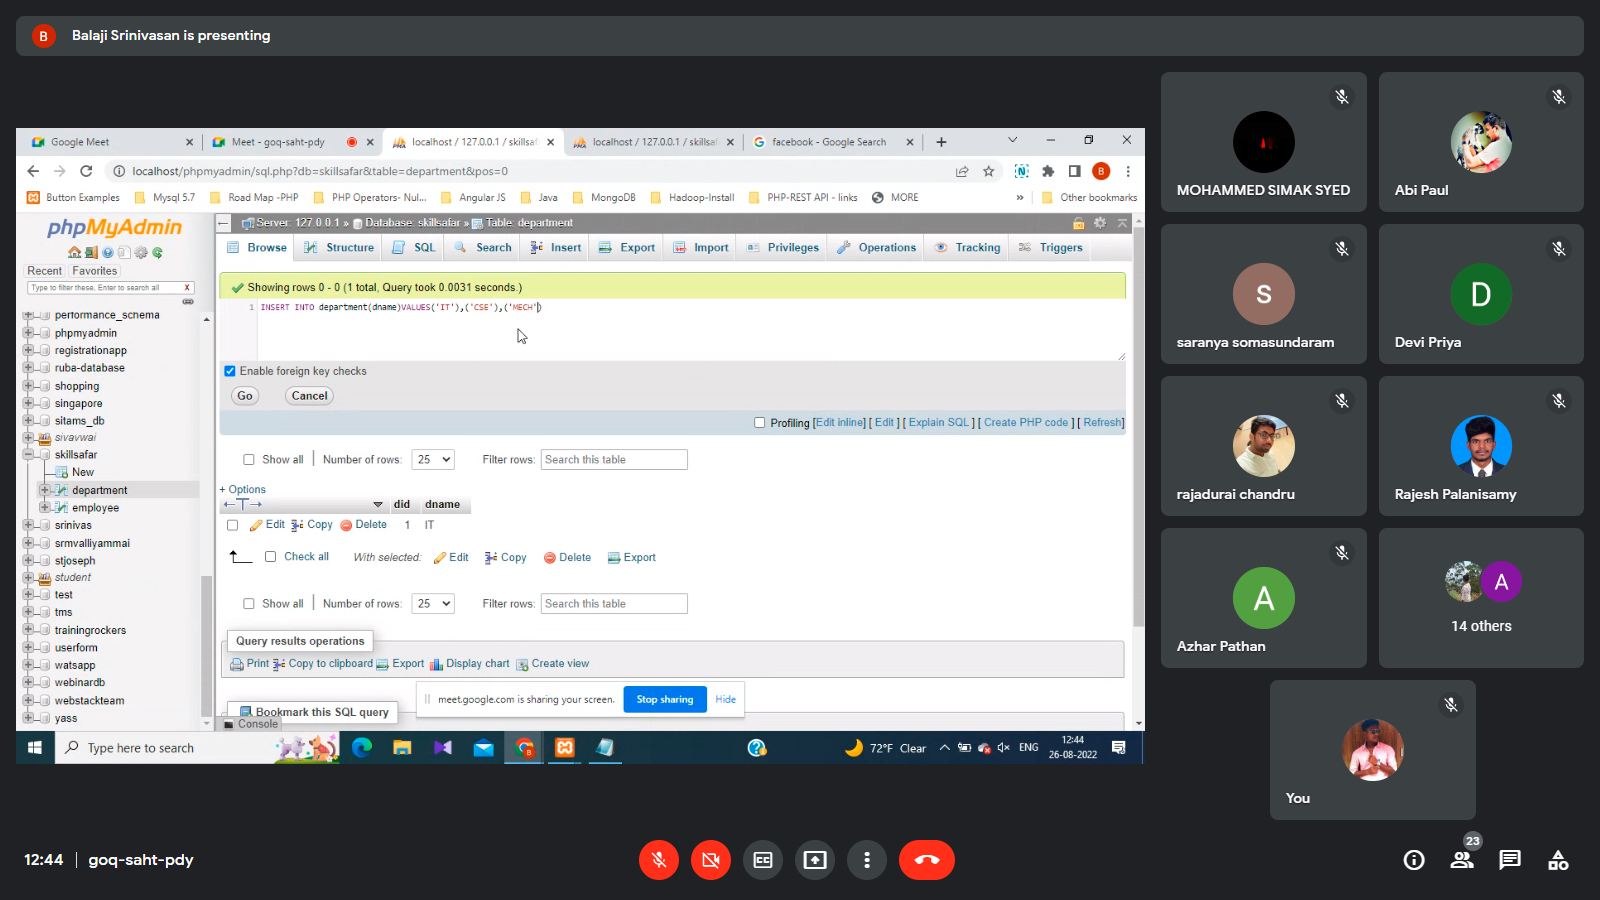 B Balaji Srinivasan is presenting
Google Meet
Meet - goq-saht-pdy
localhost / 127.0.0.1 / skillsaf
localhost / 127.0.0.1 / skillsaf
facebook - Google Search
localhost/phpmyadmin/sql.php?db=skillsafar&table=department&pos=0
B
Button Examples Mysql 5.7 Road Map -PHP PHP Operators- Nul... Angular JS Java MongoDB Hadoop-Install PHP-REST API - links MORE » Other bookmarks
phpMyAdmin
Recent Favorites
Type to filter these, Enter to search all X
performance_schema
phpmyadmin
registrationapp
ruba-database
shopping
singapore
sitams_db
sivavwai
skillsafar
New
department
employee
srinivas
srmvalliyammai
stjoseph
student
test
tms
trainingrockers
userform
watsapp
webinardb
webstackteam
yass
Server: 127.0.0.1 » Database: skillsafar » Table: department
Browse Structure SQL Search Insert Export Import Privileges Operations Tracking Triggers
Showing rows 0 - 0 (1 total, Query took 0.0031 seconds.)
1 INSERT INTO department(dname)VALUES('IT'),('CSE'),('MECH')
Enable foreign key checks
Go Cancel
Profiling [Edit inline] [ Edit ] [ Explain SQL ] [ Create PHP code ] [ Refresh]
Show all Number of rows: 25 Filter rows: Search this table
+ Options
←T→ did dname
Edit Copy Delete 1 IT
Check all With selected: Edit Copy Delete Export
Show all Number of rows: 25 Filter rows: Search this table
Query results operations
Print Copy to clipboard Export Display chart Create view
meet.google.com is sharing your screen. Stop sharing Hide
Bookmark this SQL query
Console
Type here to search
72°F Clear
ENG
12:44
26-08-2022
MOHAMMED SIMAK SYED
Abi Paul
S
saranya somasundaram
D
Devi Priya
rajadurai chandru
Rajesh Palanisamy
A
Azhar Pathan
A
14 others
You
12:44 | goq-saht-pdy
23